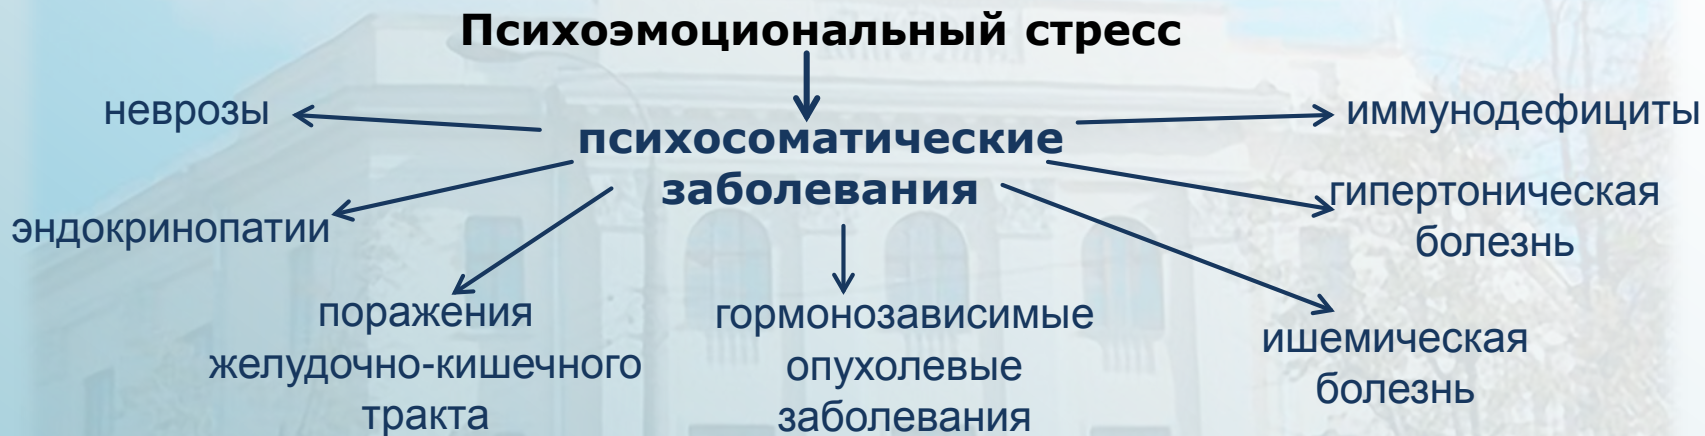 Психоэмоциональный стресс
неврозы
психосоматические
заболевания
иммунодефициты
эндокринопатии
гипертоническая
болезнь
поражения
желудочно-кишечного
тракта
гормонозависимые
опухолевые
заболевания
ишемическая
болезнь